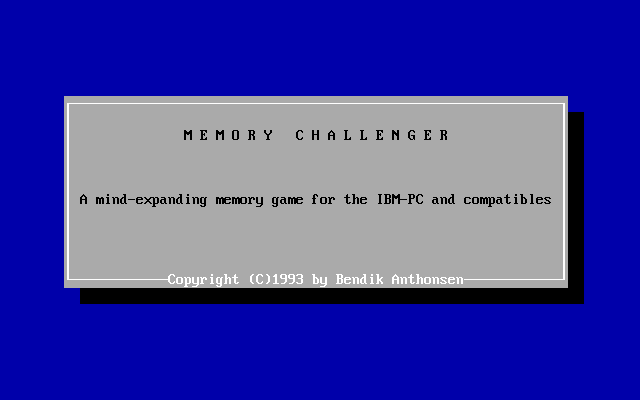 M E M O R Y   C H A L L E N G E R
A mind-expanding memory game for the IBM-PC and compatibles
Copyright (C)1993 by Bendik Anthonsen